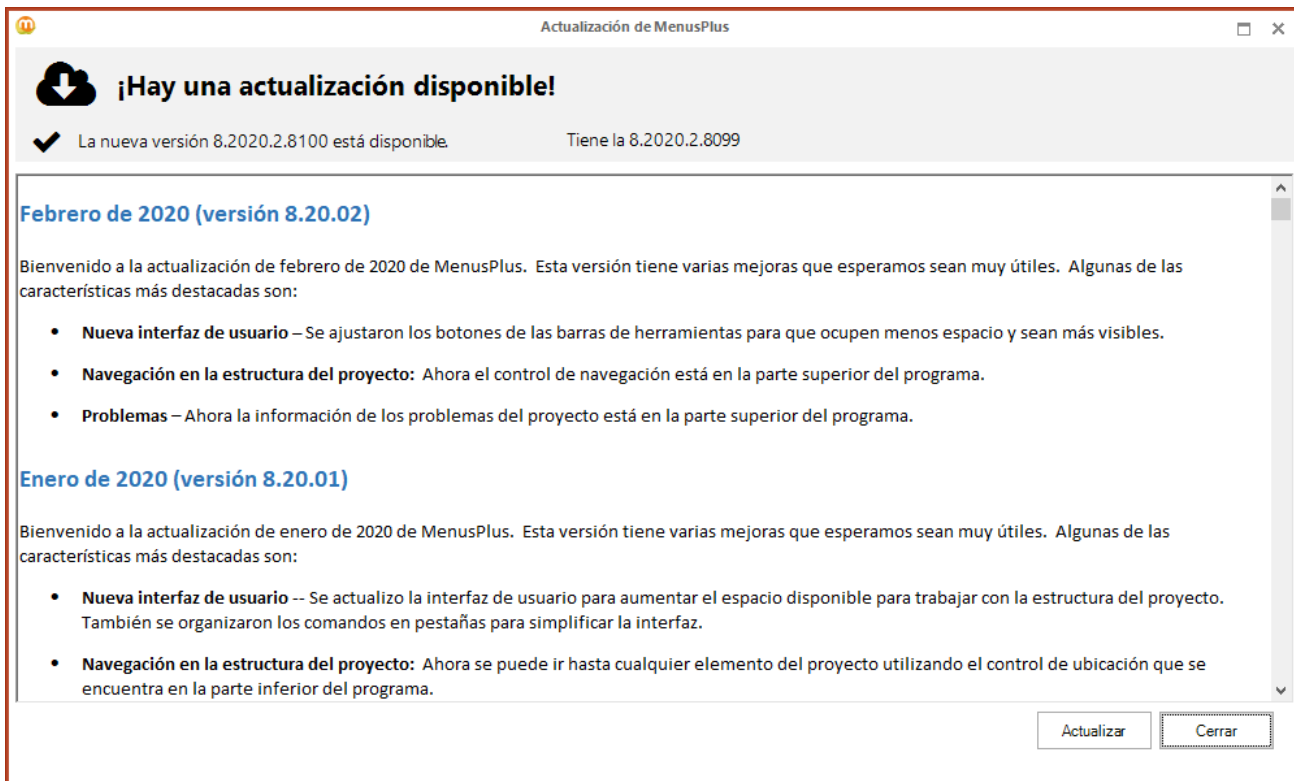 Actualización de MenusPlus
¡Hay una actualización disponible!
La nueva versión 8.2020.2.8100 está disponible.
Tiene la 8.2020.2.8099
Febrero de 2020 (versión 8.20.02)
Bienvenido a la actualización de febrero de 2020 de MenusPlus.  Esta versión tiene varias mejoras que esperamos sean muy útiles.  Algunas de las
características más destacadas son:
• Nueva interfaz de usuario – Se ajustaron los botones de las barras de herramientas para que ocupen menos espacio y sean más visibles.
• Navegación en la estructura del proyecto:  Ahora el control de navegación está en la parte superior del programa.
• Problemas – Ahora la información de los problemas del proyecto está en la parte superior del programa.
Enero de 2020 (versión 8.20.01)
Bienvenido a la actualización de enero de 2020 de MenusPlus.  Esta versión tiene varias mejoras que esperamos sean muy útiles.  Algunas de las
características más destacadas son:
• Nueva interfaz de usuario -- Se actualizo la interfaz de usuario para aumentar el espacio disponible para trabajar con la estructura del proyecto.
También se organizaron los comandos en pestañas para simplificar la interfaz.
• Navegación en la estructura del proyecto:  Ahora se puede ir hasta cualquier elemento del proyecto utilizando el control de ubicación que se
encuentra en la parte inferior del programa.
Actualizar
Cerrar